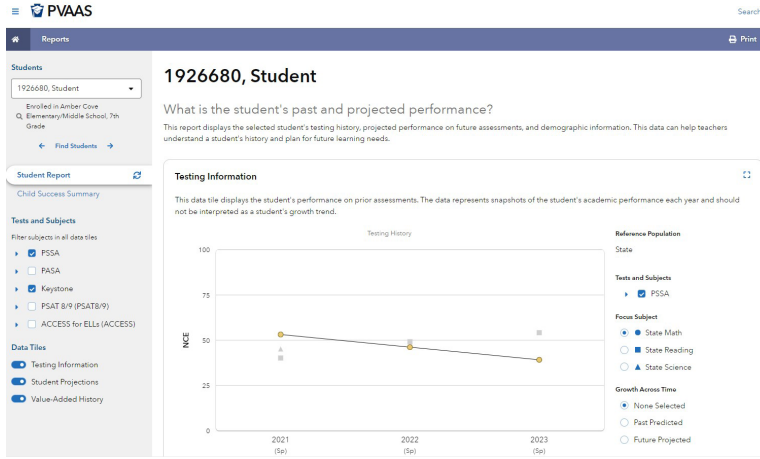 PVAAS
Search
Reports
Print
Students
1926680, Student
Enrolled in Amber Cove
Elementary/Middle School, 7th
Grade
Find Students
Student Report
Child Success Summary
Tests and Subjects
Filter subjects in all data tiles
PSSA
PASA
Keystone
PSAT 8/9 (PSAT8/9)
ACCESS for ELLs (ACCESS)
Data Tiles
Testing Information
Student Projections
Value-Added History
1926680, Student
What is the student's past and projected performance?
This report displays the selected student's testing history, projected performance on future assessments, and demographic information. This data can help teachers
understand a student's history and plan for future learning needs.
Testing Information
This data tile displays the student's performance on prior assessments. The data represents snapshots of the student's academic performance each year and should
not be interpreted as a student's growth trend.
Testing History
100
75
50
25
0
NCE
2021
(Sp)
2022
(Sp)
2023
(Sp)
Reference Population
State
Tests and Subjects
PSSA
Focus Subject
State Math
State Reading
State Science
Growth Across Time
None Selected
Past Predicted
Future Projected